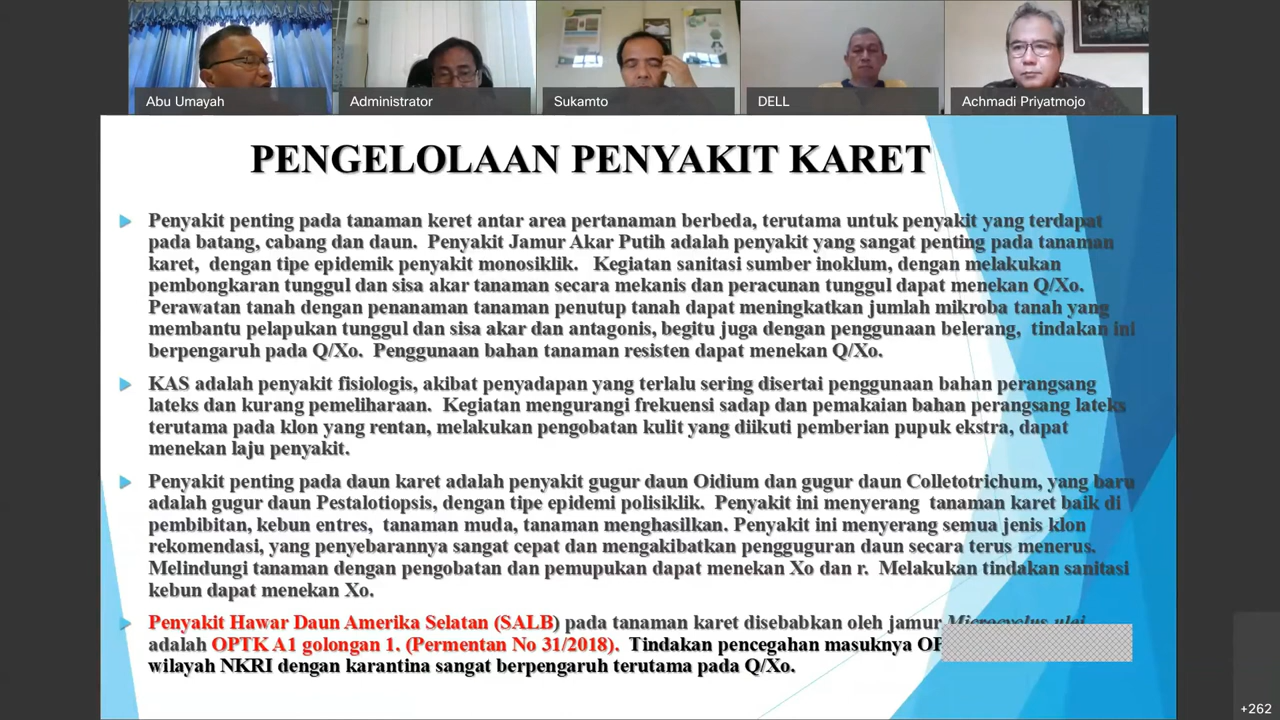 Abu Umayah
Administrator
Sukamto
DELL
Achmadi Priyatmojo
PENGELOLAAN PENYAKIT KARET
Penyakit penting pada tanaman keret antar area pertanaman berbeda, terutama untuk penyakit yang terdapat
pada batang, cabang dan daun. Penyakit Jamur Akar Putih adalah penyakit yang sangat penting pada tanaman
karet, dengan tipe epidemik penyakit monosiklik. Kegiatan sanitasi sumber inoklum, dengan melakukan
pembongkaran tunggul dan sisa akar tanaman secara mekanis dan peracunan tunggul dapat menekan Q/Xo.
Perawatan tanah dengan penanaman tanaman penutup tanah dapat meningkatkan jumlah mikroba tanah yang
membantu pelapukan tunggul dan sisa akar dan antagonis, begitu juga dengan penggunaan belerang, tindakan ini
berpengaruh pada Q/Xo. Penggunaan bahan tanaman resisten dapat menekan Q/Xo.
KAS adalah penyakit fisiologis, akibat penyadapan yang terlalu sering disertai penggunaan bahan perangsang
lateks dan kurang pemeliharaan. Kegiatan mengurangi frekuensi sadap dan pemakaian bahan perangsang lateks
terutama pada klon yang rentan, melakukan pengobatan kulit yang diikuti pemberian pupuk ekstra, dapat
menekan laju penyakit.
Penyakit penting pada daun karet adalah penyakit gugur daun Oidium dan gugur daun Colletotrichum, yang baru
adalah gugur daun Pestalotiopsis, dengan tipe epidemi polisiklik. Penyakit ini menyerang tanaman karet baik di
pembibitan, kebun entres, tanaman muda, tanaman menghasilkan. Penyakit ini menyerang semua jenis klon
rekomendasi, yang penyebarannya sangat cepat dan mengakibatkan pengguguran daun secara terus menerus.
Melindungi tanaman dengan pengobatan dan pemupukan dapat menekan Xo dan r. Melakukan tindakan sanitasi
kebun dapat menekan Xo.
Penyakit Hawar Daun Amerika Selatan (SALB) pada tanaman karet disebabkan oleh jamur Microcyclus ulei
adalah OPTK A1 golongan 1. (Permentan No 31/2018). Tindakan pencegahan masuknya
wilayah NKRI dengan karantina sangat berpengaruh terutama pada Q/Xo.
+262